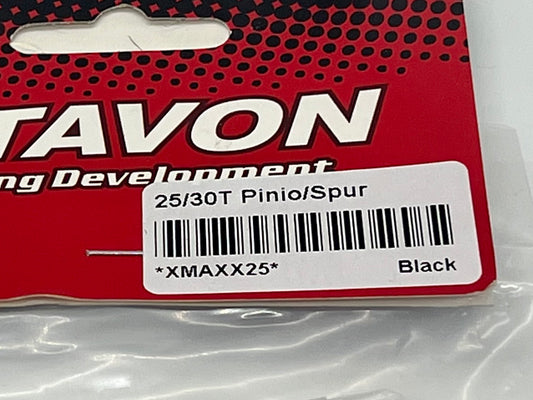 TAVON
ng Development
25/30T Pinio/Spur
*XMAXX25*
Black